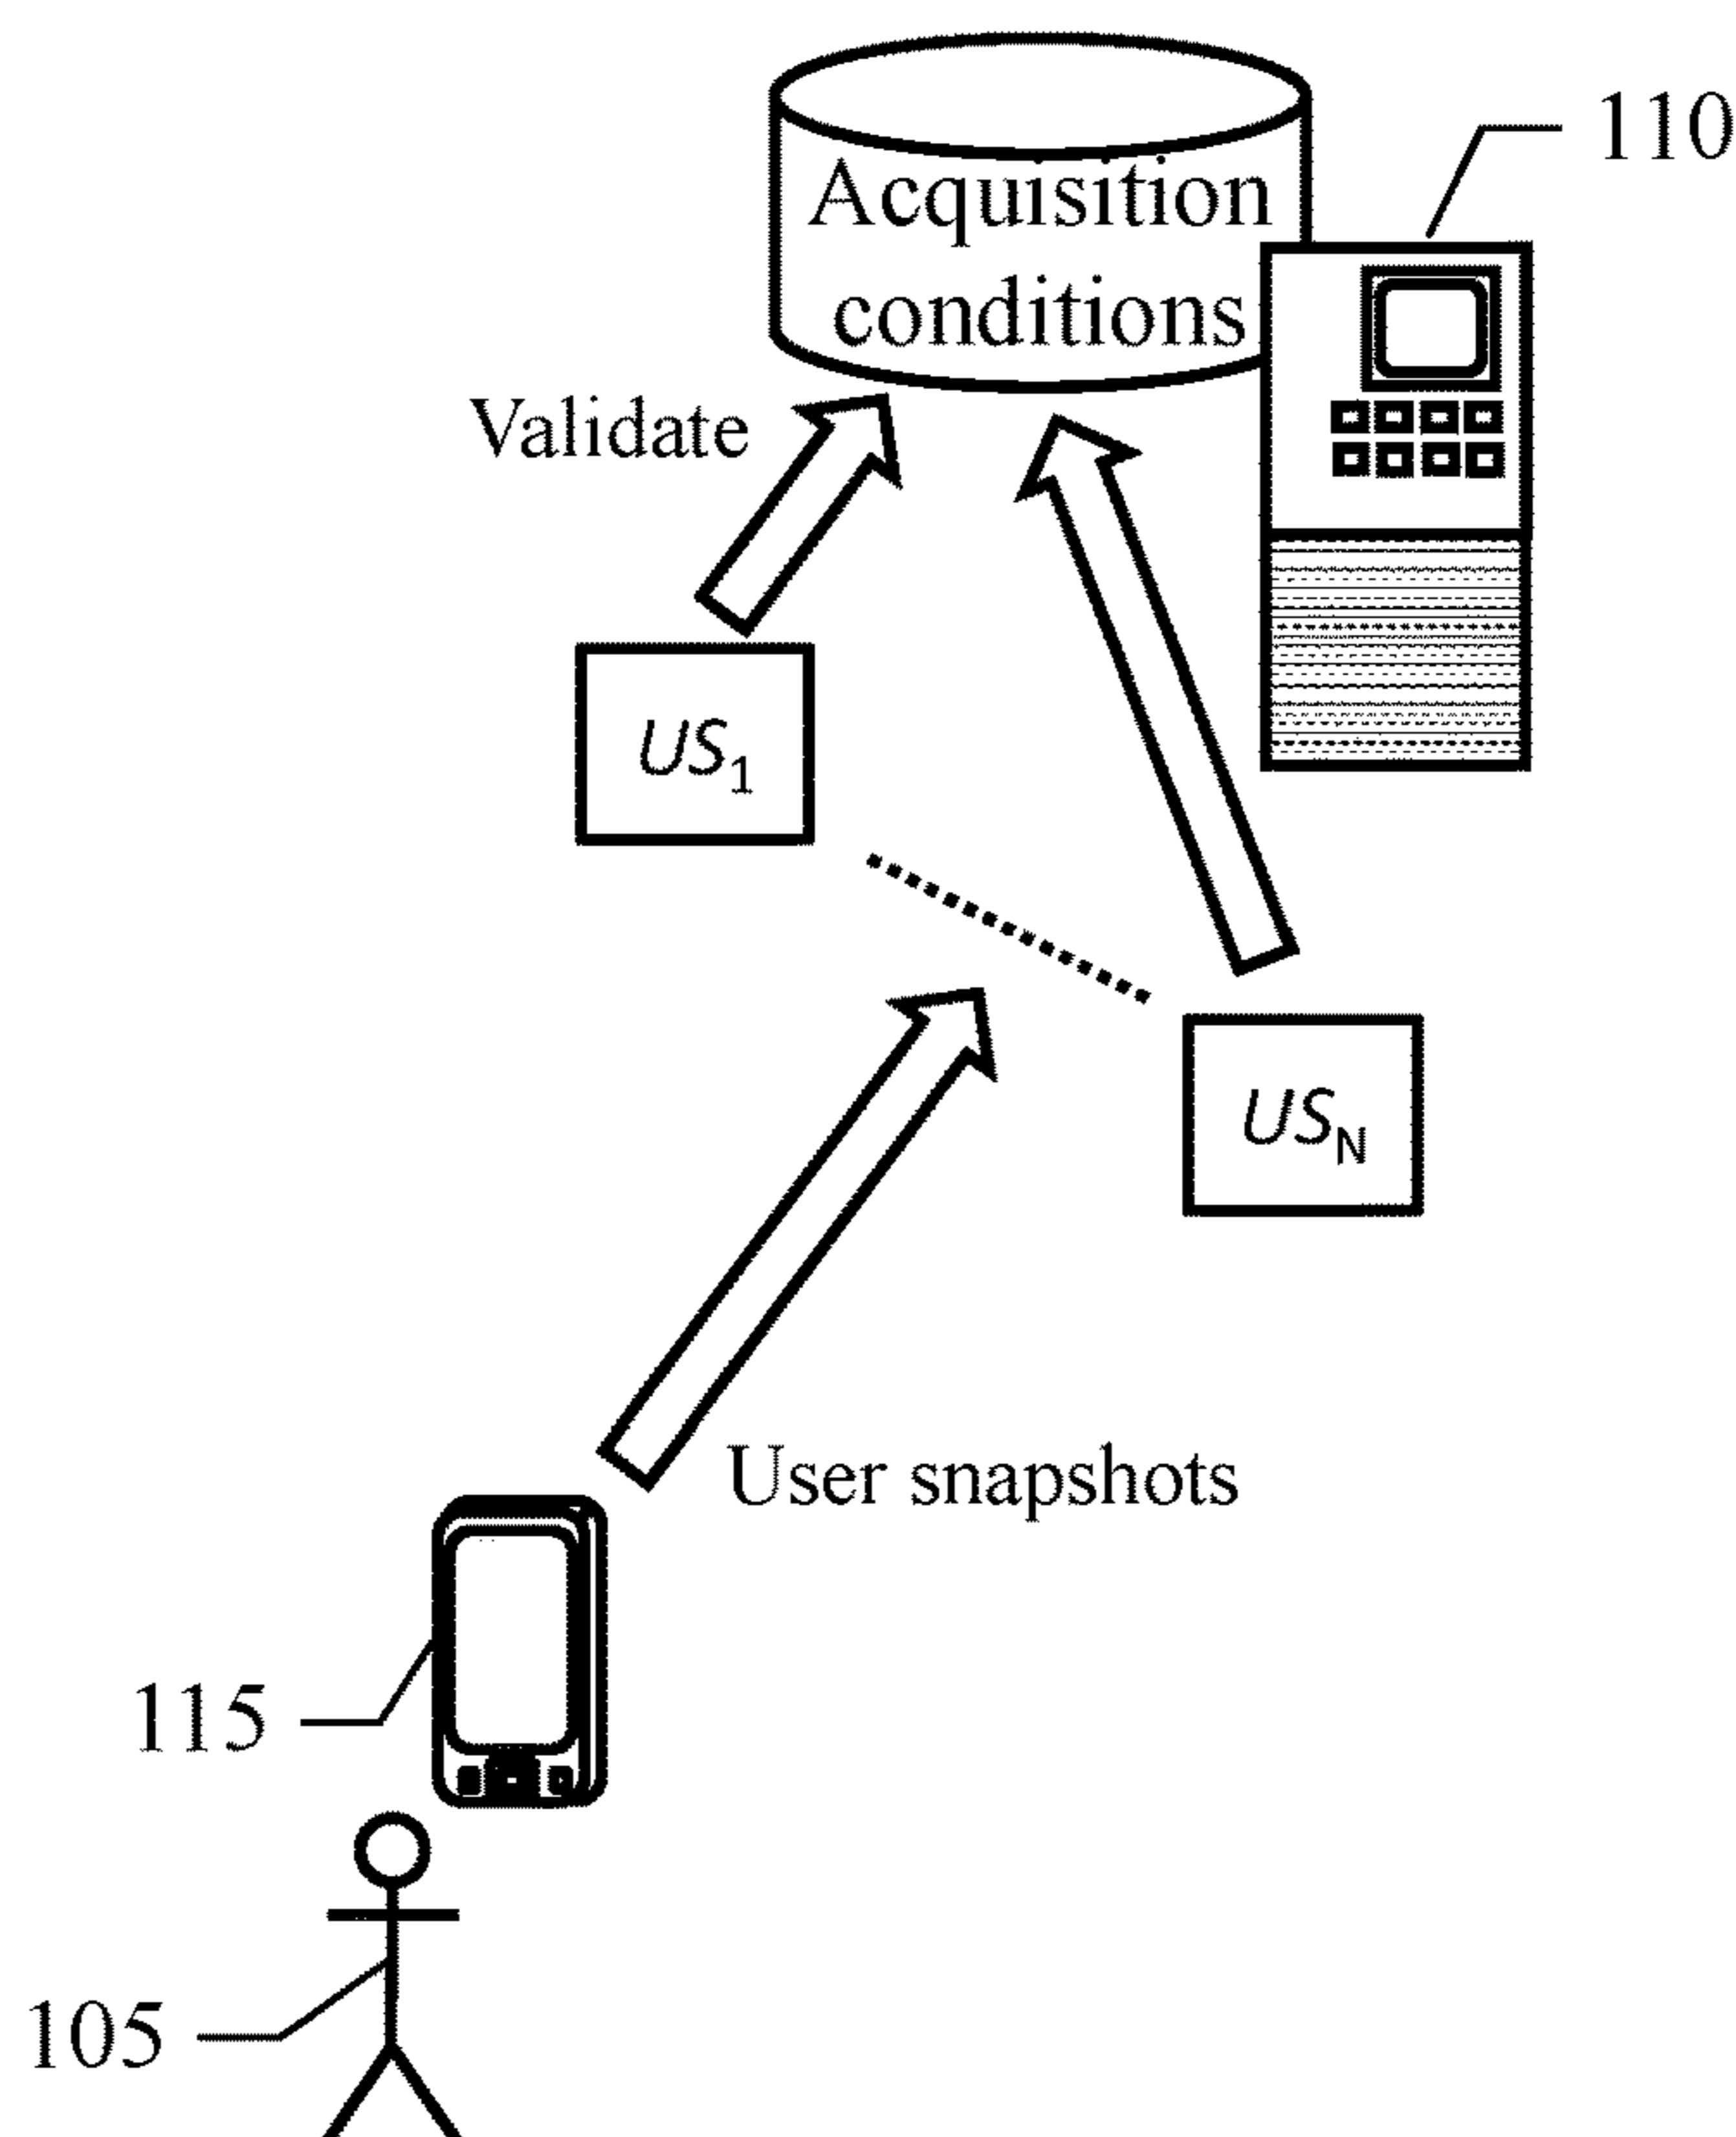 110
Acquisition
conditions
Validate
US1
USN
User snapshots
115
105